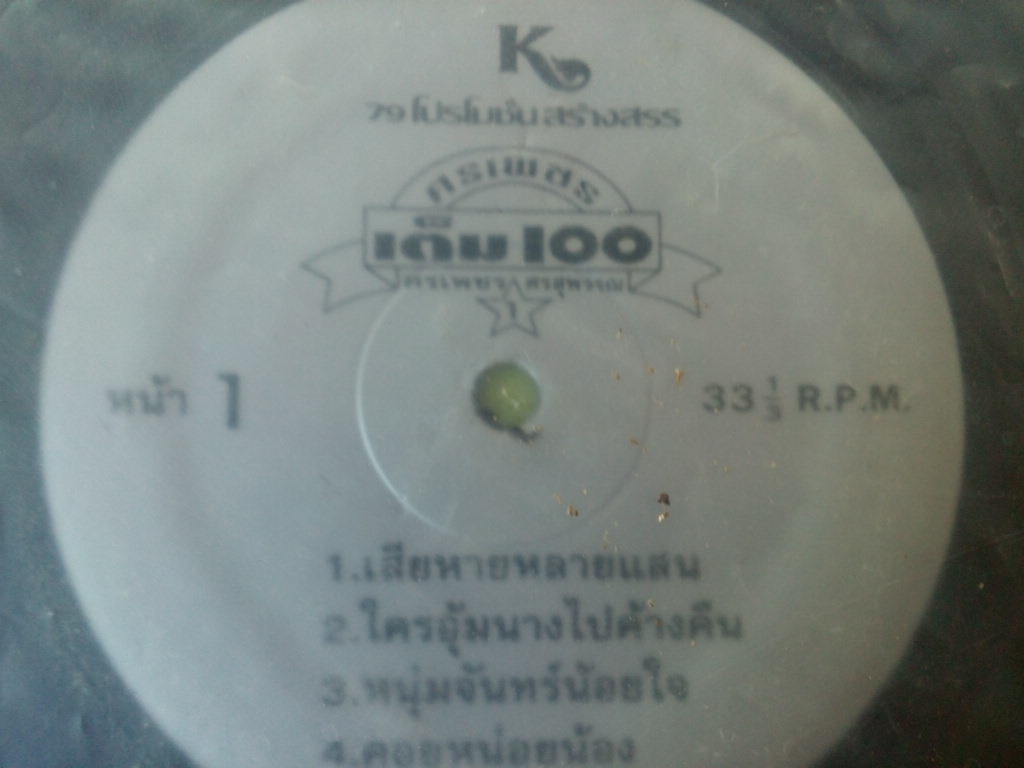 K
79 โปรโมชั่นสร้างสรร
ศรเพสร
เต็ม 100
ศรเพชร ศรสุพรรณ
1
หน้า 1
33 1/3 R.P.M.
1.เสียหายหลายแสน
2.ใครอุ้มนางไปค้างคืน
3.หนุ่มจันทร์น้อยใจ
4.คอยหน่อยน้อง